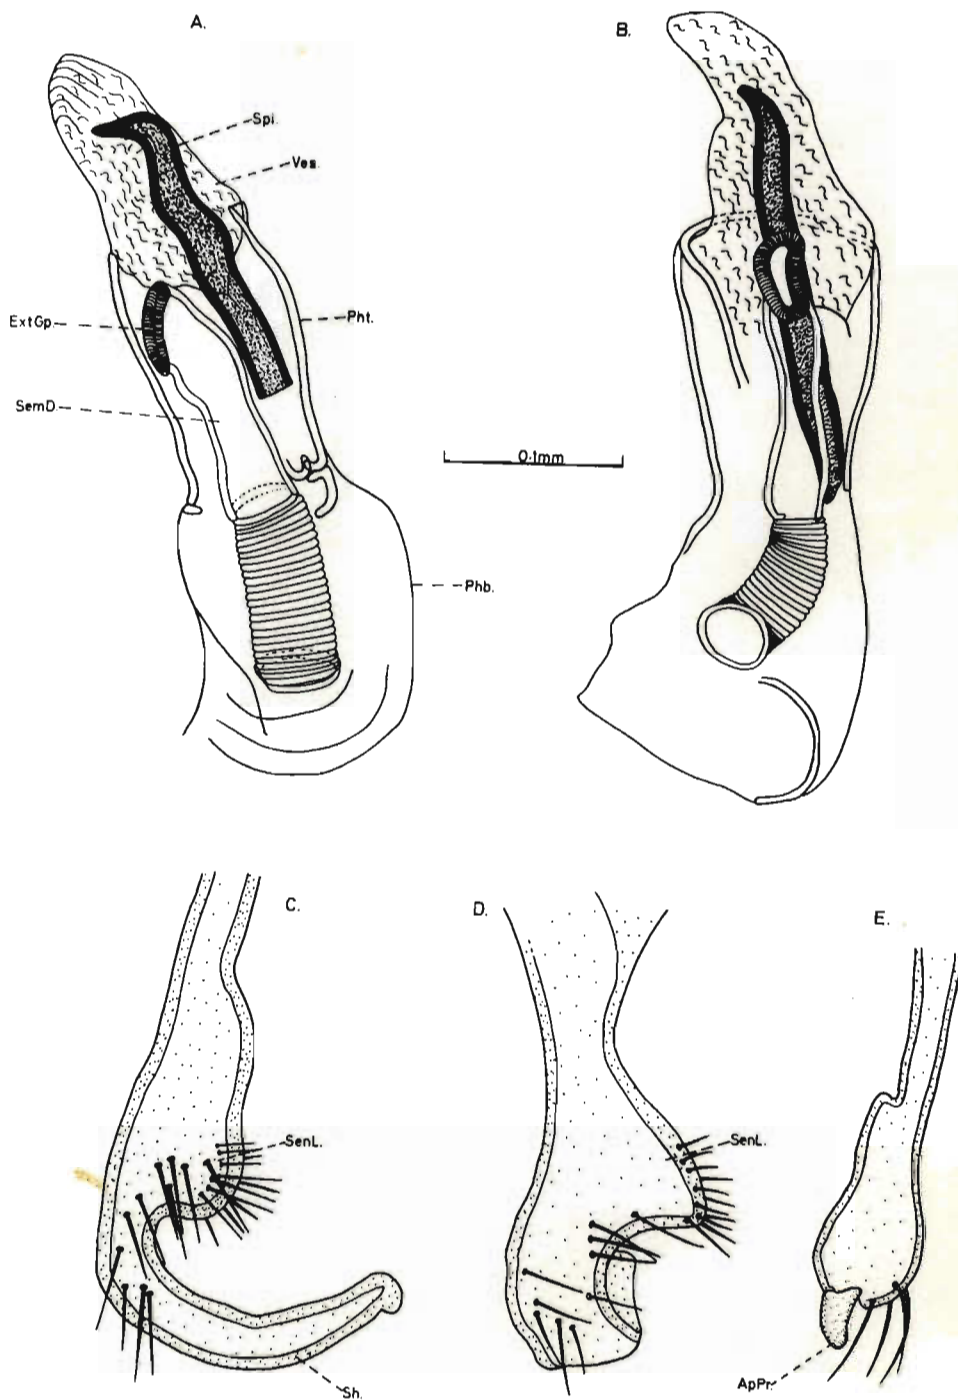 A.
B.
Spi.
Ves.
ExtGp.
Pht.
SemD.
0·1mm
Phb.
C.
D.
E.
SenL.
SenL.
ApPr.
Sh.